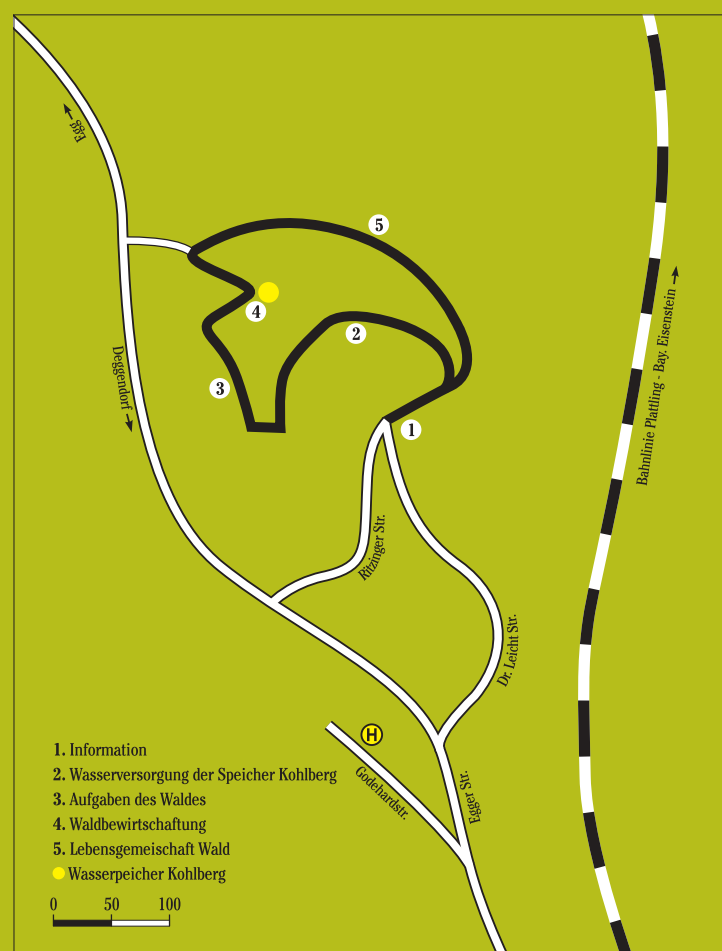 Egg
5
4
2
3
1
Deggendorf
Bahnlinie Plattling - Bay. Eisenstein
Ritzinger Str.
Dr. Leicht Str.
H
Godehardstr.
Egger Str.
1. Information
2. Wasserversorgung der Speicher Kohlberg
3. Aufgaben des Waldes
4. Waldbewirtschaftung
5. Lebensgemeischaft Wald
Wasserpeicher Kohlberg
0 50 100